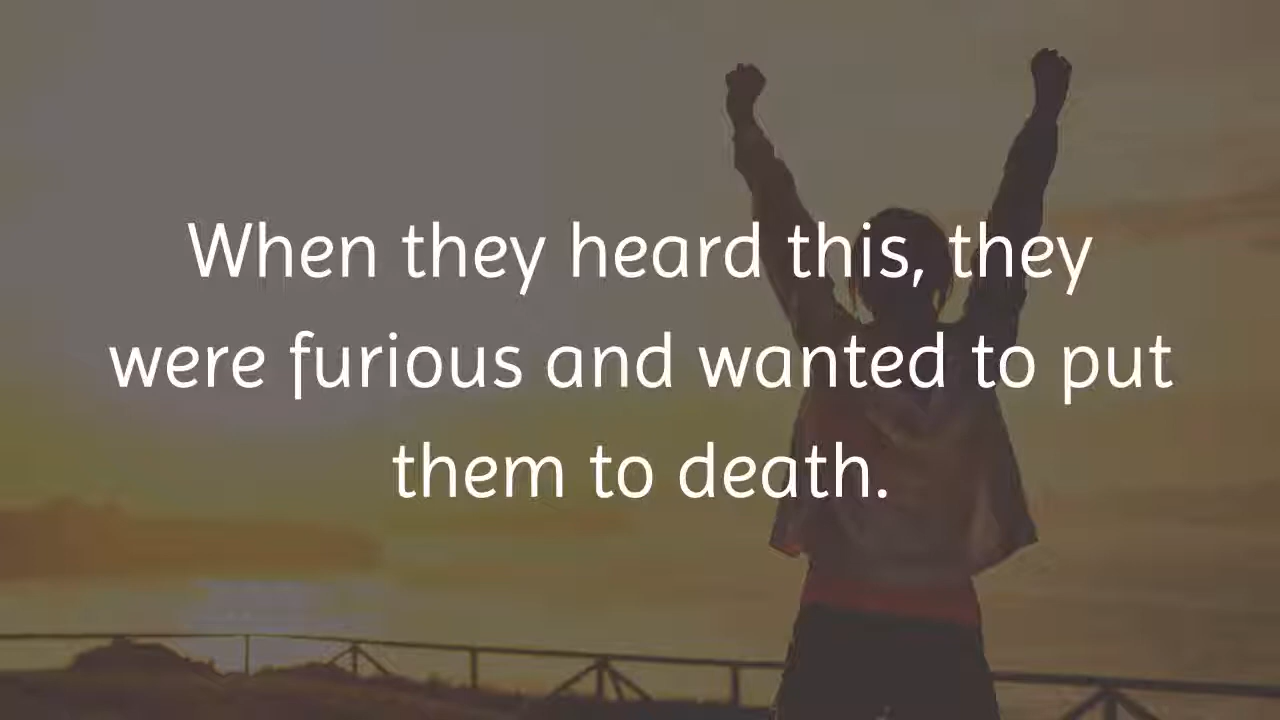 When they heard this, they
were furious and wanted to put
them to death.